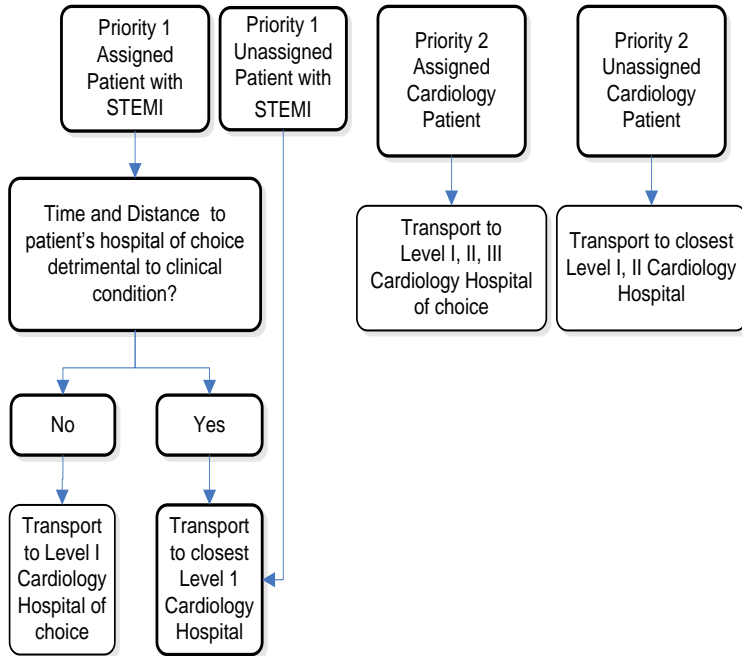 Priority 1
Assigned
Patient with
STEMI
Priority 1
Unassigned
Patient with
STEMI
Priority 2
Assigned
Cardiology
Patient
Priority 2
Unassigned
Cardiology
Patient
Time and Distance to
patient’s hospital of choice
detrimental to clinical
condition?
Transport to
Level I, II, III
Cardiology Hospital
of choice
Transport to closest
Level I, II Cardiology
Hospital
No
Yes
Transport
to Level I
Cardiology
Hospital of
choice
Transport
to closest
Level 1
Cardiology
Hospital